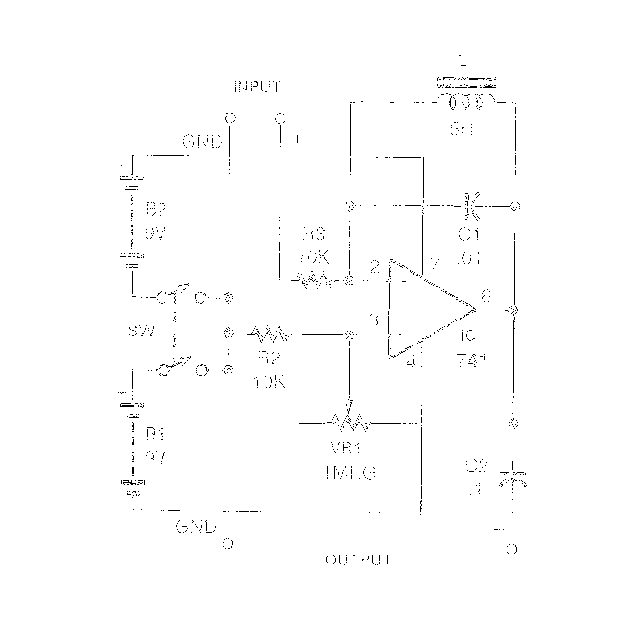 INPUT
GND
B2
9V
R3
10K
C1
.01
2
7
6
3
4
IC
741
SW
R2
10K
B1
9V
VR1
1MEG
C2
.1
GND
OUTPUT